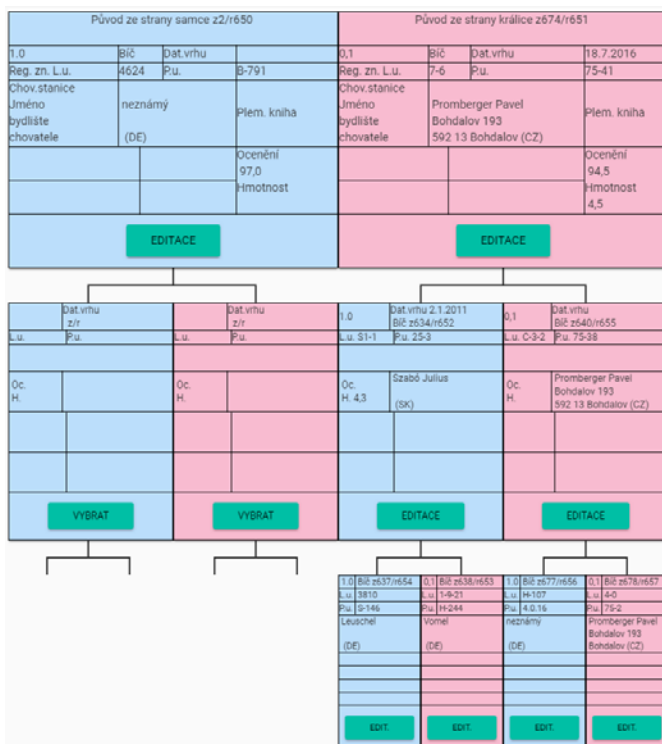 Původ ze strany samce z2/r650
1.0 Bíč Dat.vrhu
Reg. zn. L.u. 4624 P.u. B-791
Chov.stanice
Jméno neznámý Plem. kniha
bydliště
chovatele (DE)
Ocenění
97,0
Hmotnost
EDITACE
Původ ze strany králice z674/r651
0,1 Bíč Dat.vrhu 18.7.2016
Reg. zn. L.u. 7-6 P.u. 75-41
Chov.stanice
Jméno Promberger Pavel Plem. kniha
bydliště Bohdalov 193
chovatele 592 13 Bohdalov (CZ)
Ocenění
94,5
Hmotnost
4,5
EDITACE
Dat.vrhu
z/r
L.u. P.u.
Oc.
H.
VYBRAT
Dat.vrhu
z/r
L.u. P.u.
Oc.
H.
VYBRAT
1.0 Dat.vrhu 2.1.2011
Bíč z634/r652
L.u. S1-1 P.u. 25-3
Oc. Szabó Julius
H. 4,3
(SK)
EDITACE
0,1 Dat.vrhu
Bíč z640/r655
L.u. C-3-2 P.u. 75-38
Oc. Promberger Pavel
H. Bohdalov 193
592 13 Bohdalov (CZ)
EDITACE
1.0 Bíč z637/r654
L.u. 3810
P.u. S-146
Leuschel
(DE)
EDIT.
0,1 Bíč z638/r653
L.u. 1-9-21
P.u. H-244
Vomel
(DE)
EDIT.
1.0 Bíč z677/r656
L.u. H-107
P.u. 4.0.16
neznámý
(DE)
EDIT.
0,1 Bíč z678/r657
L.u. 4-0
P.u. 75-2
Promberger Pavel
Bohdalov 193
Bohdalov (CZ)
EDIT.